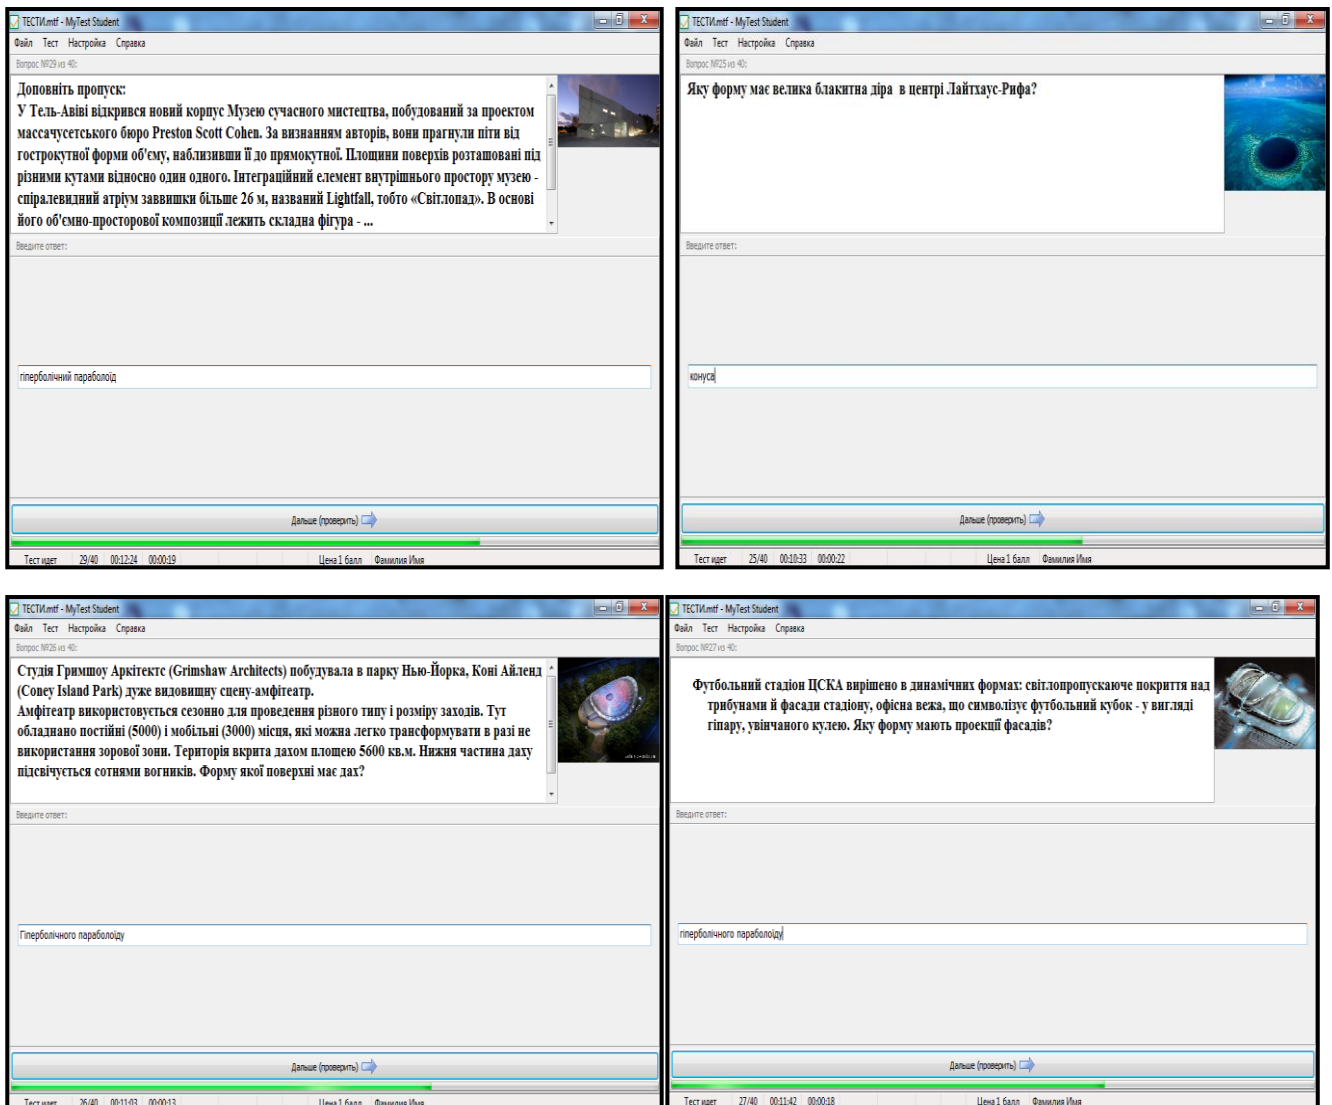 ТЕСТИ.mtf - MyTest Student
Файл Тест Настройка Справка
Вопрос №29 из 40:
Доповніть пропуск:
У Тель-Авіві відкрився новий корпус Музею сучасного мистецтва, побудований за проектом
массачусетського бюро Preston Scott Cohen. За визнанням авторів, вони прагнули піти від
гострокутної форми об'єму, наблизивши її до прямокутної. Площини поверхів розташовані під
різними кутами відносно один одного. Інтеграційний елемент внутрішнього простору музею -
спіралевидний атріум заввишки більше 26 м, названий Lightfall, тобто «Світлопад». В основі
його об'ємно-просторової композиції лежить складна фігура - ...
Введите ответ:
гіперболічний параболоїд
Дальше (проверить)
Тест идет 29/40 00:12:24 00:00:19 Цена 1 балл Фамилия Имя
ТЕСТИ.mtf - MyTest Student
Файл Тест Настройка Справка
Вопрос №25 из 40:
Яку форму має велика блакитна діра в центрі Лайтхаус-Рифа?
Введите ответ:
конуса
Дальше (проверить)
Тест идет 25/40 00:10:33 00:00:22 Цена 1 балл Фамилия Имя
ТЕСТИ.mtf - MyTest Student
Файл Тест Настройка Справка
Вопрос №26 из 40:
Студія Гримшоу Аркітектс (Grimshaw Architects) побудувала в парку Нью-Йорка, Коні Айленд
(Coney Island Park) дуже видовищну сцену-амфітеатр.
Амфітеатр використовується сезонно для проведення різного типу і розміру заходів. Тут
обладнано постійні (5000) і мобільні (3000) місця, які можна легко трансформувати в разі не
використання зорової зони. Територія вкрита дахом площею 5600 кв.м. Нижня частина даху
підсвічується сотнями вогників. Форму якої поверхні має дах?
Введите ответ:
Гіперболічного параболоїду
Дальше (проверить)
Тест идет 26/40 00:11:03 00:00:13 Цена 1 балл Фамилия Имя
ТЕСТИ.mtf - MyTest Student
Файл Тест Настройка Справка
Вопрос №27 из 40:
Футбольний стадіон ЦСКА вирішено в динамічних формах: світлопропускаюче покриття над
трибунами й фасади стадіону, офісна вежа, що символізує футбольний кубок - у вигляді
гіпару, увінчаного кулею. Яку форму мають проекції фасадів?
Введите ответ:
гіперболічного параболоїду
Дальше (проверить)
Тест идет 27/40 00:11:42 00:00:18 Цена 1 балл Фамилия Имя